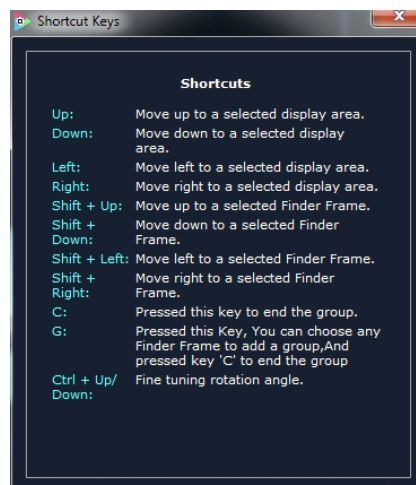 Shortcut Keys
Shortcuts
Up: Move up to a selected display area.
Down: Move down to a selected display
area.
Left: Move left to a selected display area.
Right: Move right to a selected display area.
Shift + Up: Move up to a selected Finder Frame.
Shift + Move down to a selected Finder
Down: Frame.
Shift + Left: Move left to a selected Finder Frame.
Shift + Move right to a selected Finder
Right: Frame.
C: Pressed this key to end the group.
G: Pressed this Key, You can choose any
Finder Frame to add a group,And
pressed key 'C' to end the group
Ctrl + Up/ Fine tuning rotation angle.
Down: